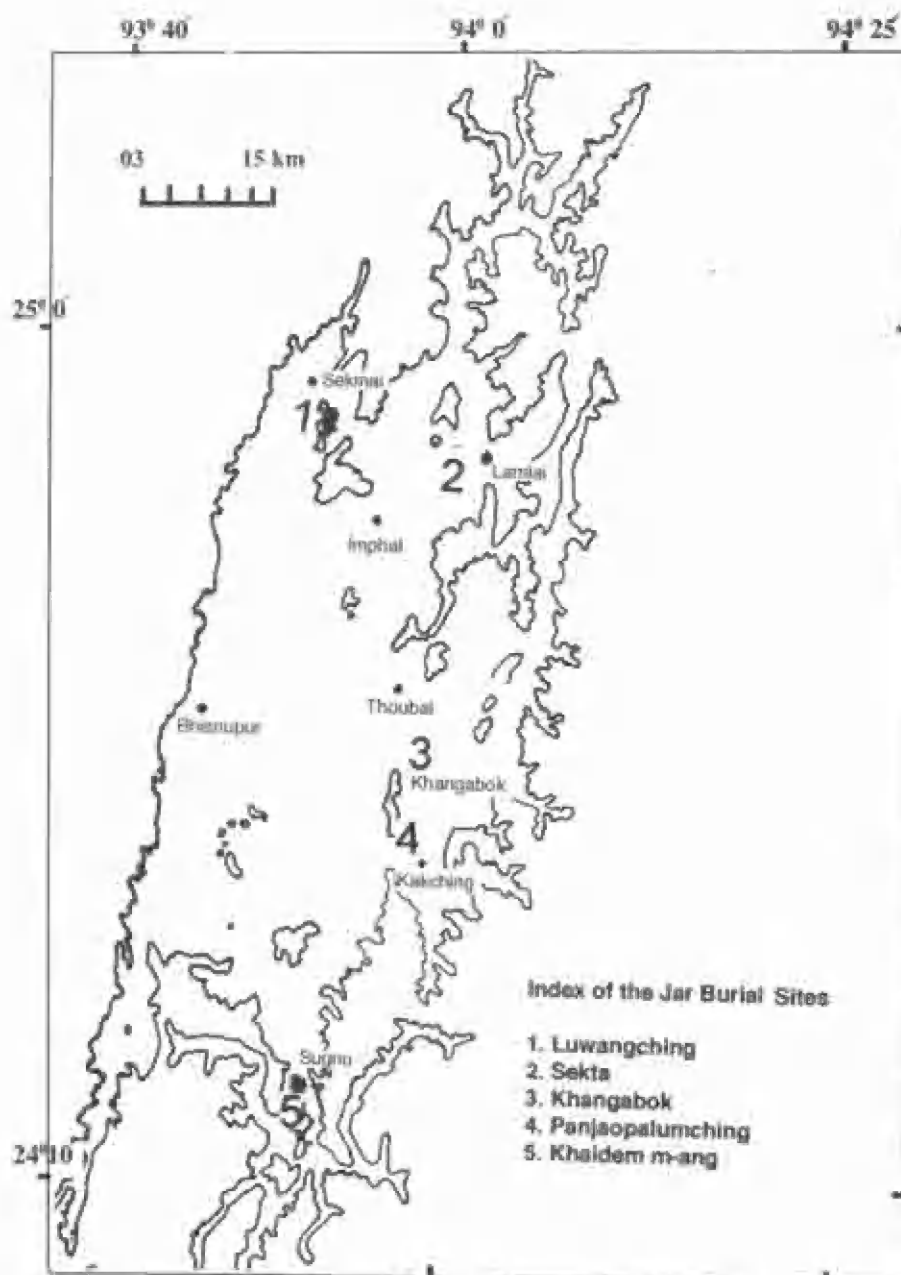 93° 40'
94° 0'
94° 25'
03 15 km
25° 0'
Sekmai
1
2
Lamlai
Imphal
Thoubal
Bishnupur
3
Khangabok
4
Kakching
Index of the Jar Burial Sites
1. Luwangching
2. Sekta
3. Khangabok
4. Panjaopalumching
5. Khaidem m-ang
Sugnu
5
24° 10'